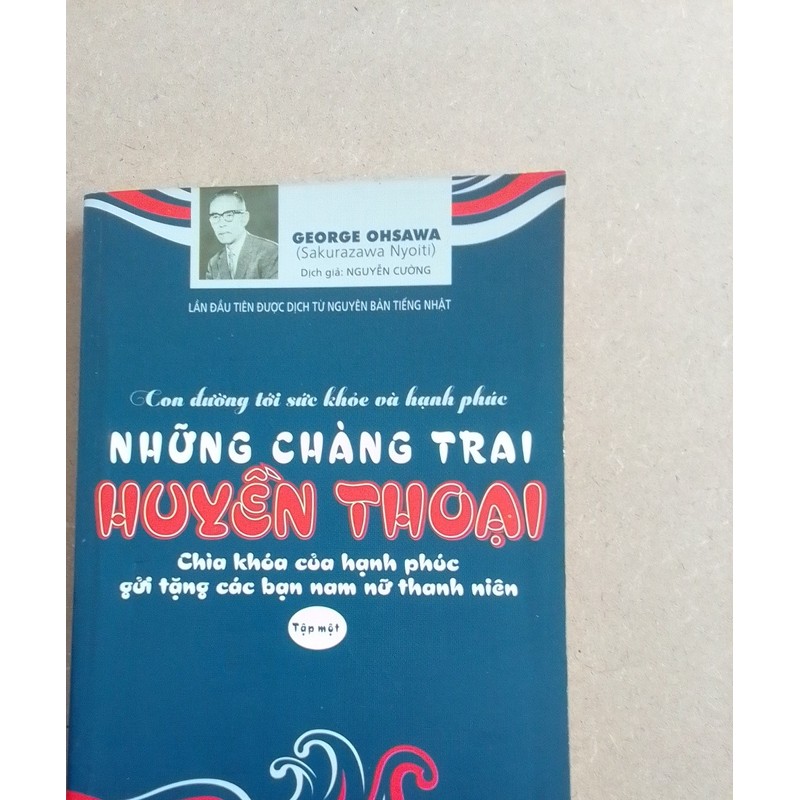 GEORGE OHSAWA
(Sakurazawa Nyoiti)
Dịch giả: NGUYỄN CƯỜNG
LẦN ĐẦU TIÊN ĐƯỢC DỊCH TỪ NGUYÊN BẢN TIẾNG NHẬT
Con đường tới sức khỏe và hạnh phúc
NHỮNG CHÀNG TRAI
HUYỀN THOẠI
Chìa khóa của hạnh phúc
gửi tặng các bạn nam nữ thanh niên
Tập một